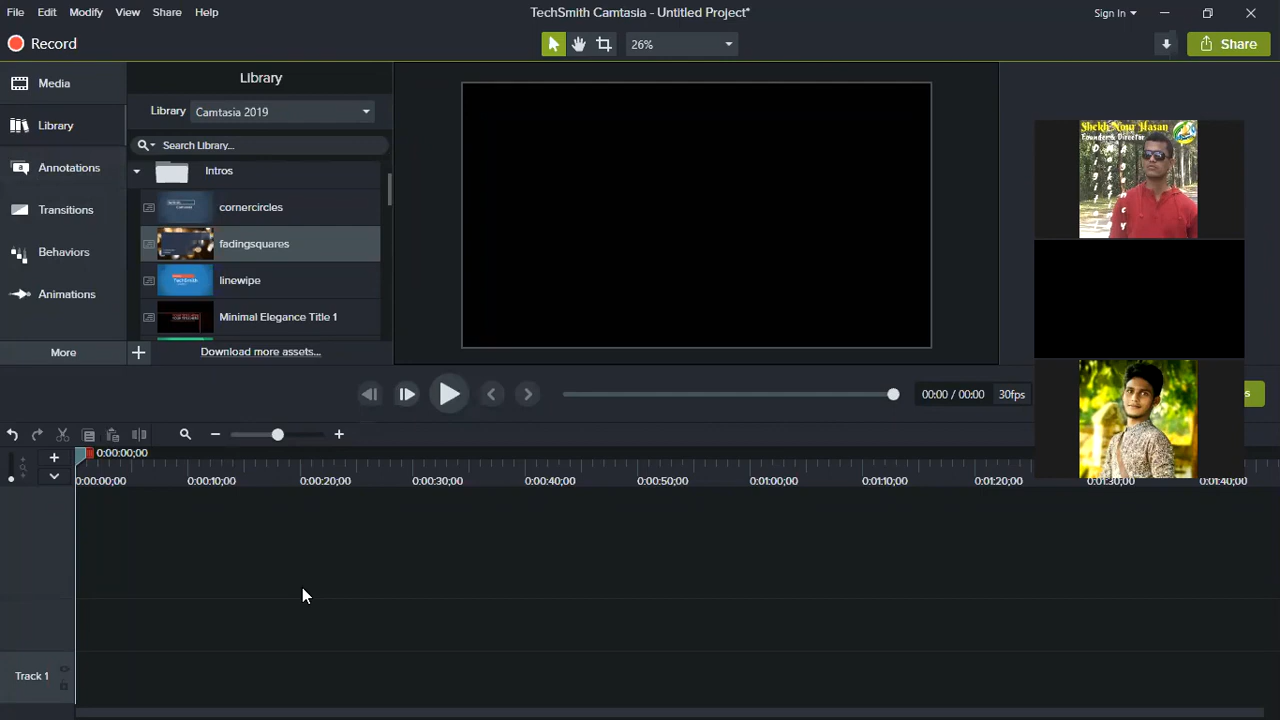 File Edit Modify View Share Help
TechSmith Camtasia - Untitled Project*
Sign In
Record
26%
Share
Media
Library
Annotations
Transitions
Behaviors
Animations
More
Library
Library Camtasia 2019
Search Library...
Intros
cornercircles
fadingsquares
linewipe
Minimal Elegance Title 1
Download more assets...
Shekh Nour Hasan
Founder & Director
00:00 / 00:00 30fps
0:00:00;00
0:00:00;00 0:00:10;00 0:00:20;00 0:00:30;00 0:00:40;00 0:00:50;00 0:01:00;00 0:01:10;00 0:01:20;00 0:01:30;00 0:01:40;00
Track 1